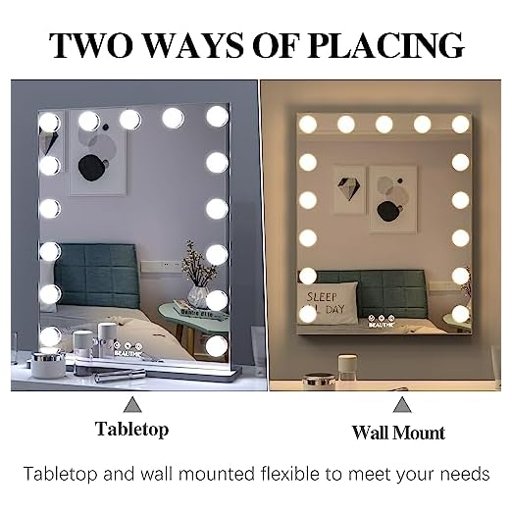 TWO WAYS OF PLACING
SLEEP
ALL DAY.
BEAUTME
BEAUTME
Tabletop
Wall Mount
Tabletop and wall mounted flexible to meet your needs